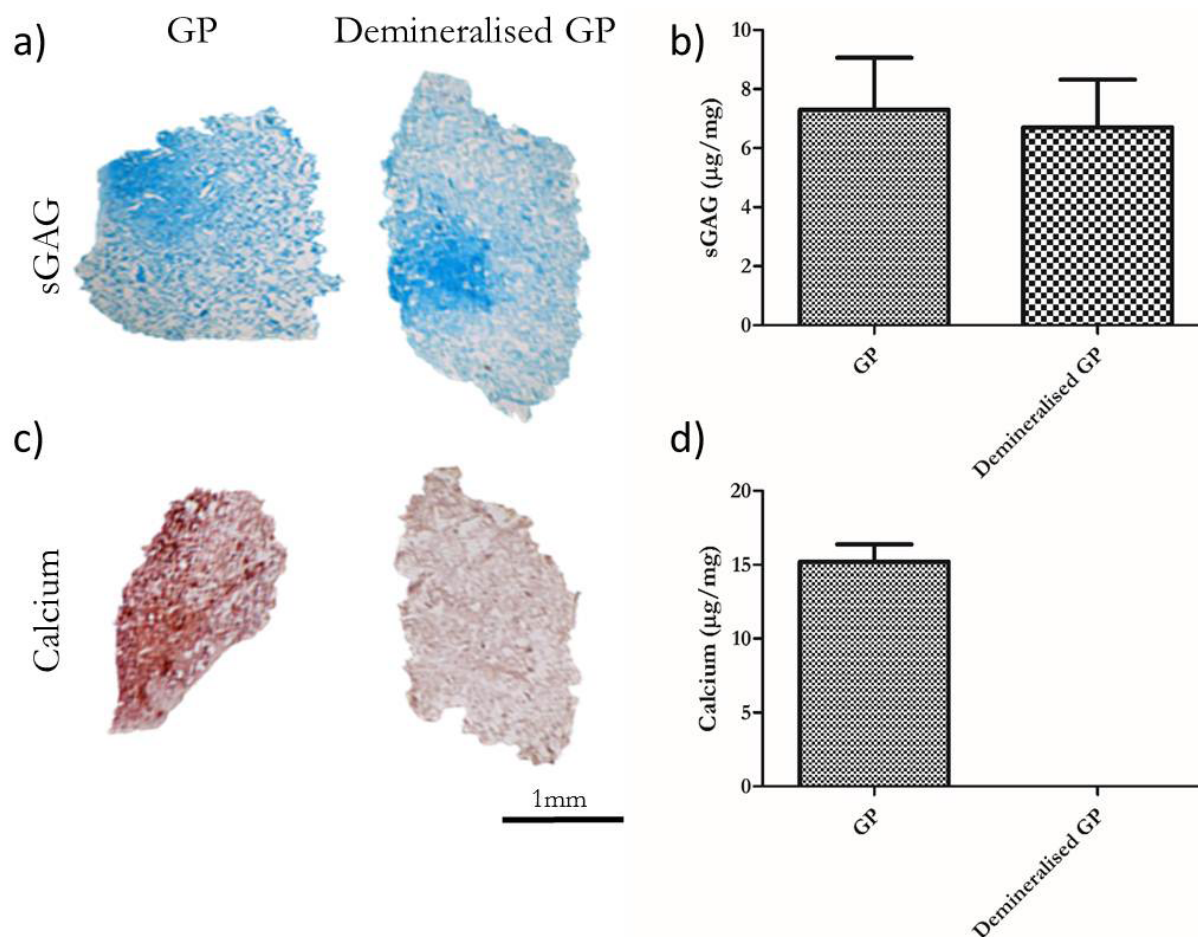 a)
GP
Demineralised GP
sGAG
b)
10
8
6
4
2
0
sGAG (µg/mg)
GP
Demineralised GP
c)
Calcium
1mm
d)
20
15
10
5
0
Calcium (µg/mg)
GP
Demineralised GP